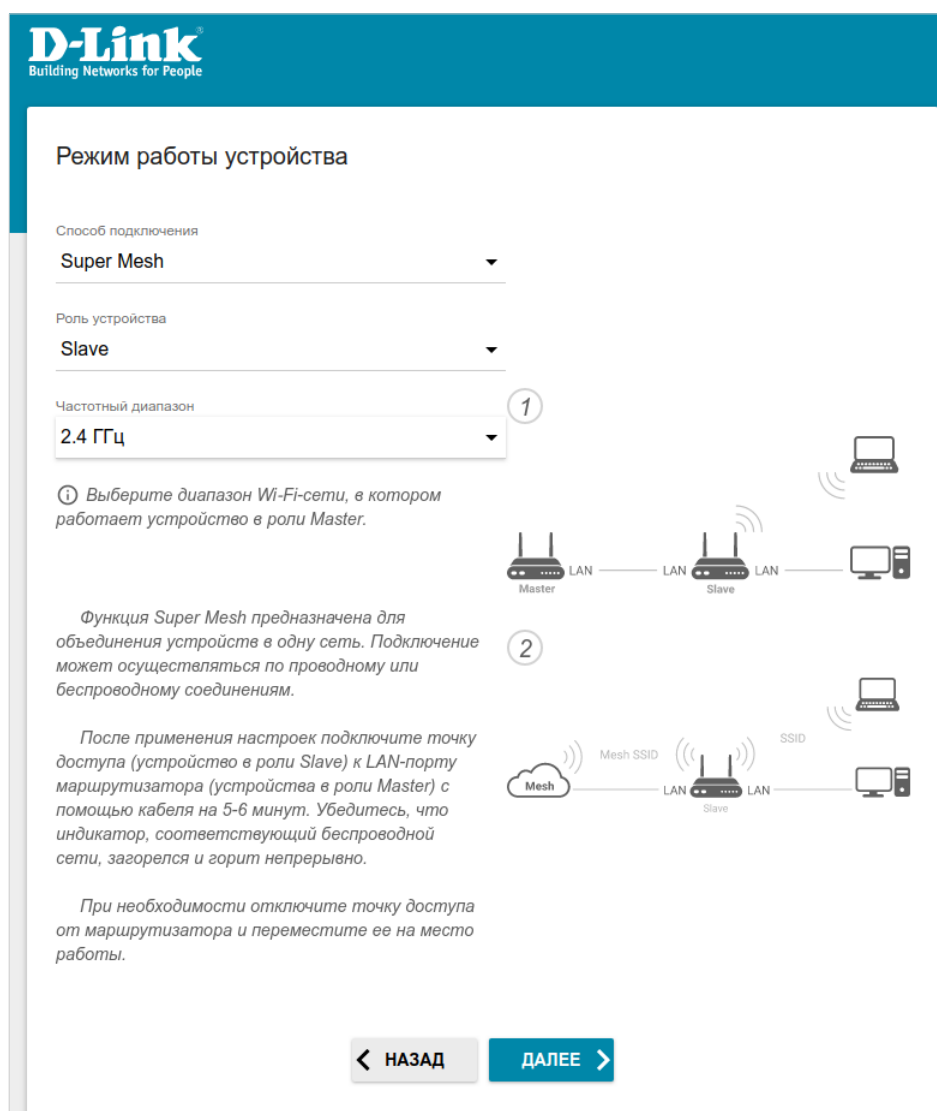 D-Link®
Building Networks for People
Режим работы устройства
Способ подключения
Super Mesh
Роль устройства
Slave
Частотный диапазон
2.4 ГГц
Выберите диапазон Wi-Fi-сети, в котором
работает устройство в роли Master.
Функция Super Mesh предназначена для
объединения устройств в одну сеть. Подключение
может осуществляться по проводному или
беспроводному соединениям.
После применения настроек подключите точку
доступа (устройство в роли Slave) к LAN-порту
маршрутизатора (устройства в роли Master) с
помощью кабеля на 5-6 минут. Убедитесь, что
индикатор, соответствующий беспроводной
сети, загорелся и горит непрерывно.
При необходимости отключите точку доступа
от маршрутизатора и переместите ее на место
работы.
1
LAN LAN LAN
Master Slave
2
Mesh SSID SSID
Mesh LAN LAN
Slave
НАЗАД ДАЛЕЕ